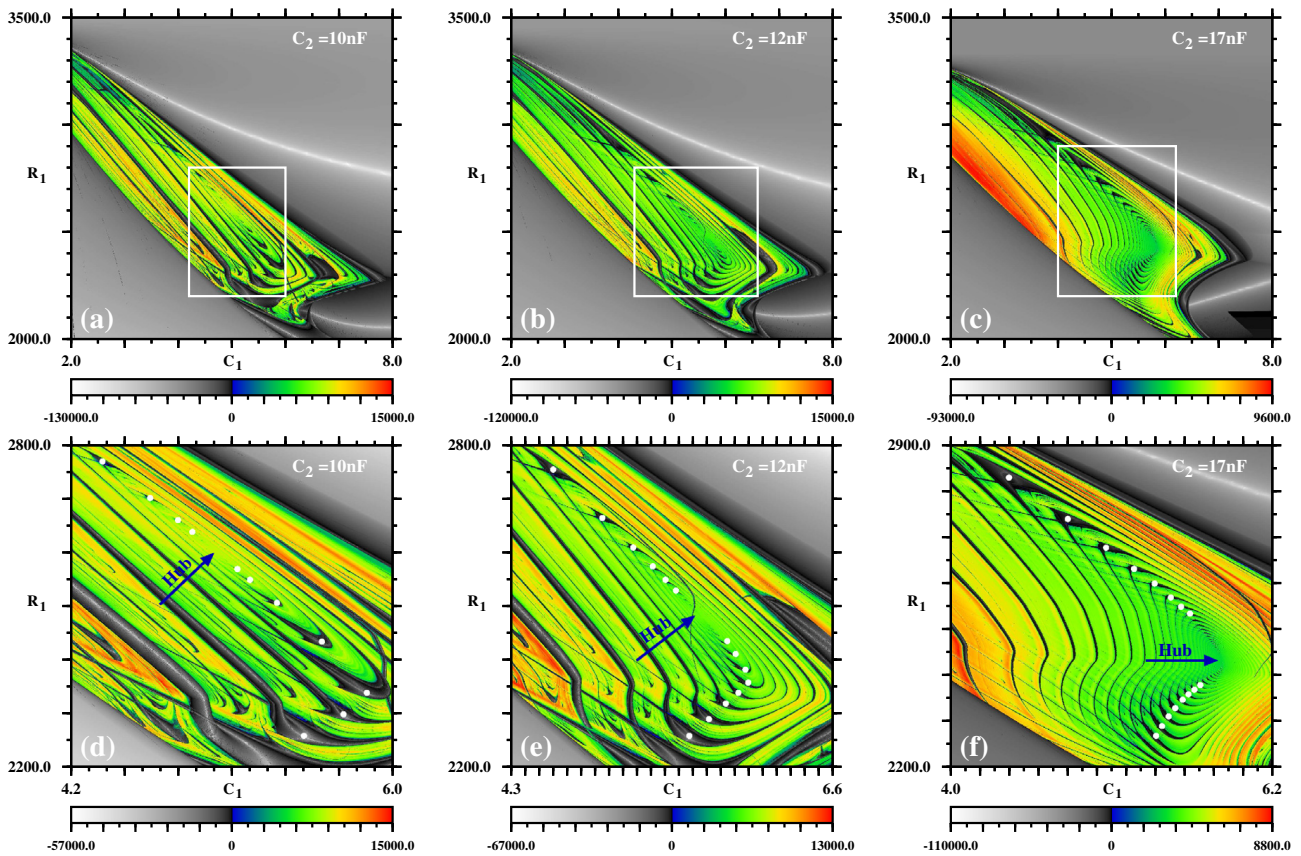 3500.0
C2 =10nF
R1
(a)
2000.0
2.0
C1
8.0
-130000.0
0
15000.0
C2 =12nF
(b)
2.0
C1
8.0
-120000.0
0
15000.0
C2 =17nF
R1
(c)
2.0
C1
8.0
-93000.0
0
9600.0
3500.0
2000.0
3500.0
R1
2000.0
2800.0
C2 =10nF
Hub
R1
(d)
2200.0
4.2
C1
6.0
-57000.0
0
15000.0
2800.0
C2 =12nF
R1
Hub
(e)
2200.0
4.3
C1
6.6
-67000.0
0
13000.0
2900.0
C2 =17nF
R1
Hub
(f)
2200.0
4.0
C1
6.2
-110000.0
0
8800.0